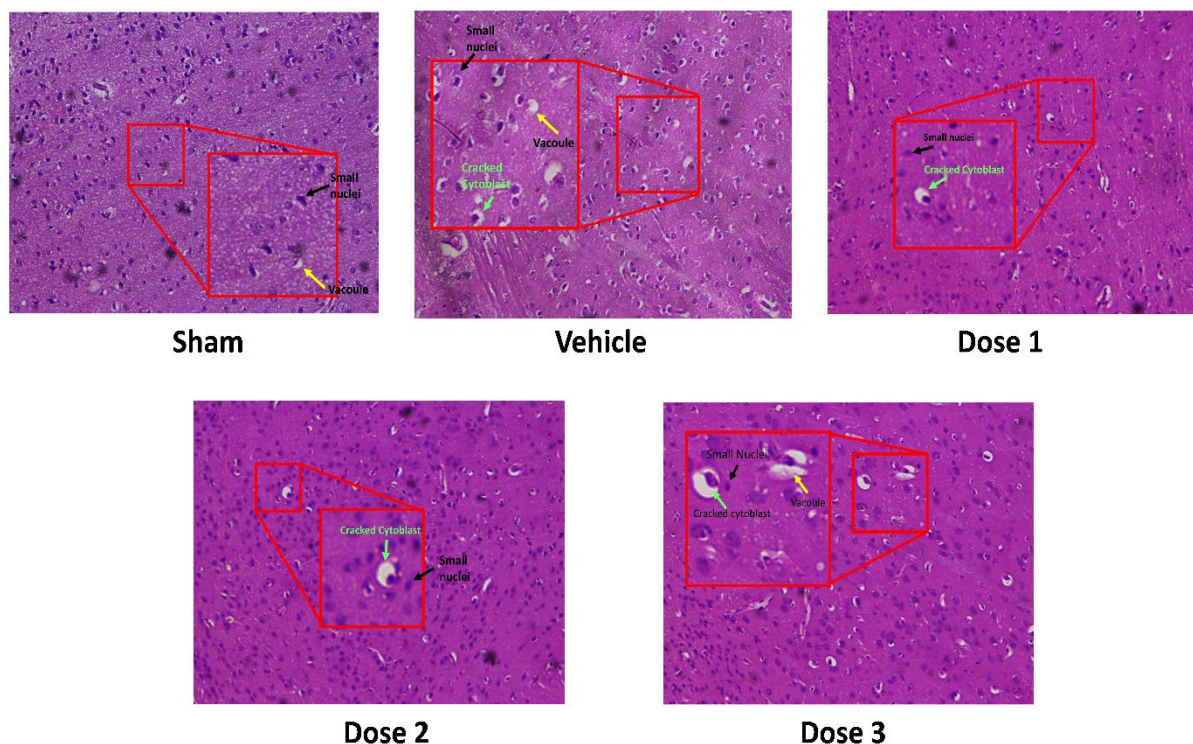 Small
nuclei
Vacoule
Sham
Small
nuclei
Vacoule
Cracked
Cytoblast
Vehicle
Small nuclei
Cracked Cytoblast
Dose 1
Cracked Cytoblast
Small
nuclei
Dose 2
Small Nuclei
Vacoule
Cracked cytoblast
Dose 3